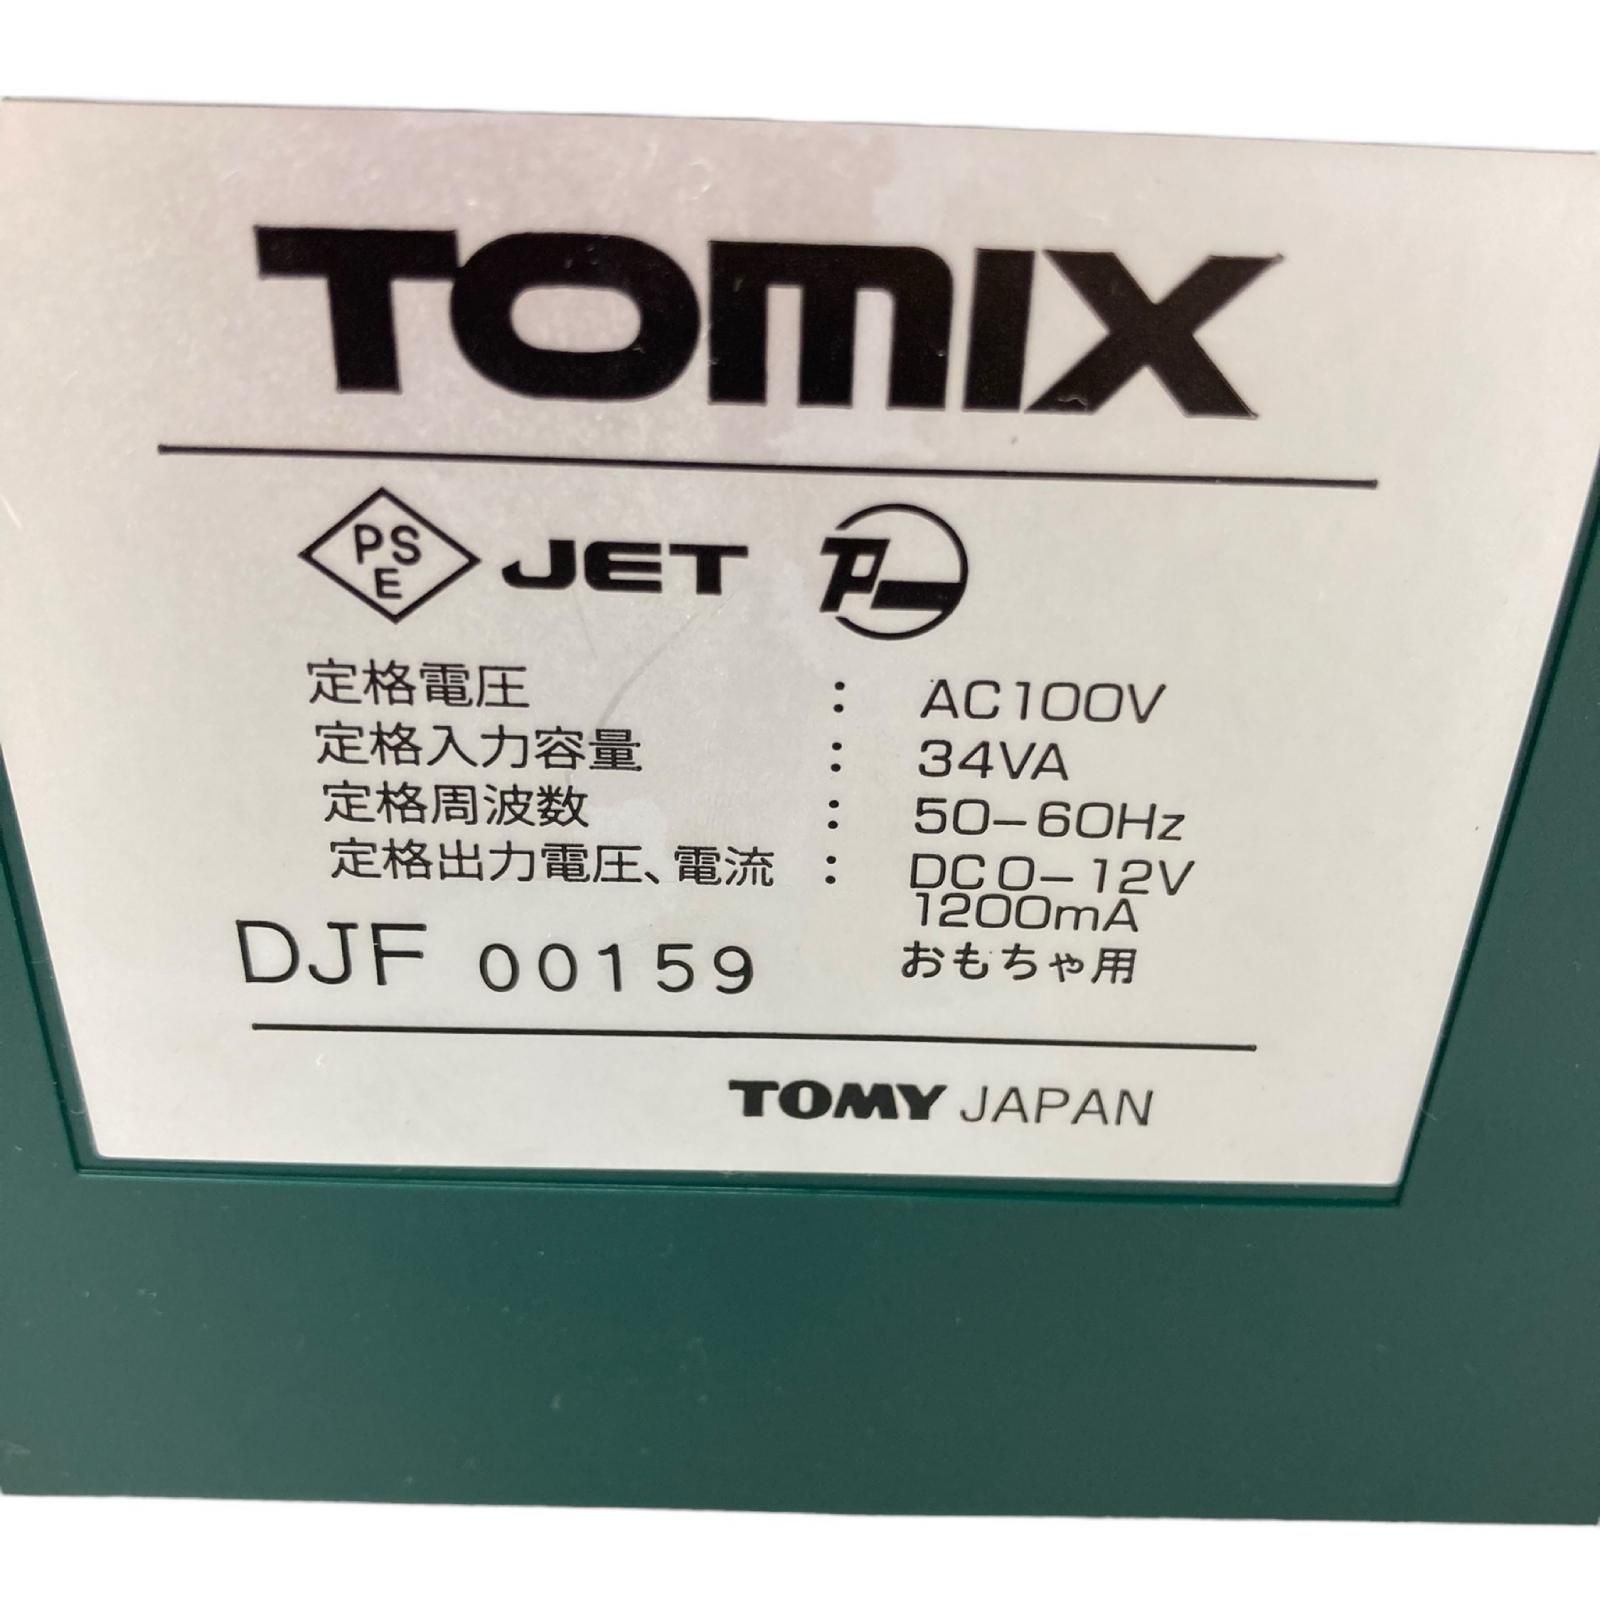 TOMIX
PSE JET TP
定格電圧 : AC100V
定格入力容量 : 34VA
定格周波数 : 50-60Hz
定格出力電圧、電流 : DC0-12V
1200mA
DJF 00159 おもちゃ用
TOMY JAPAN